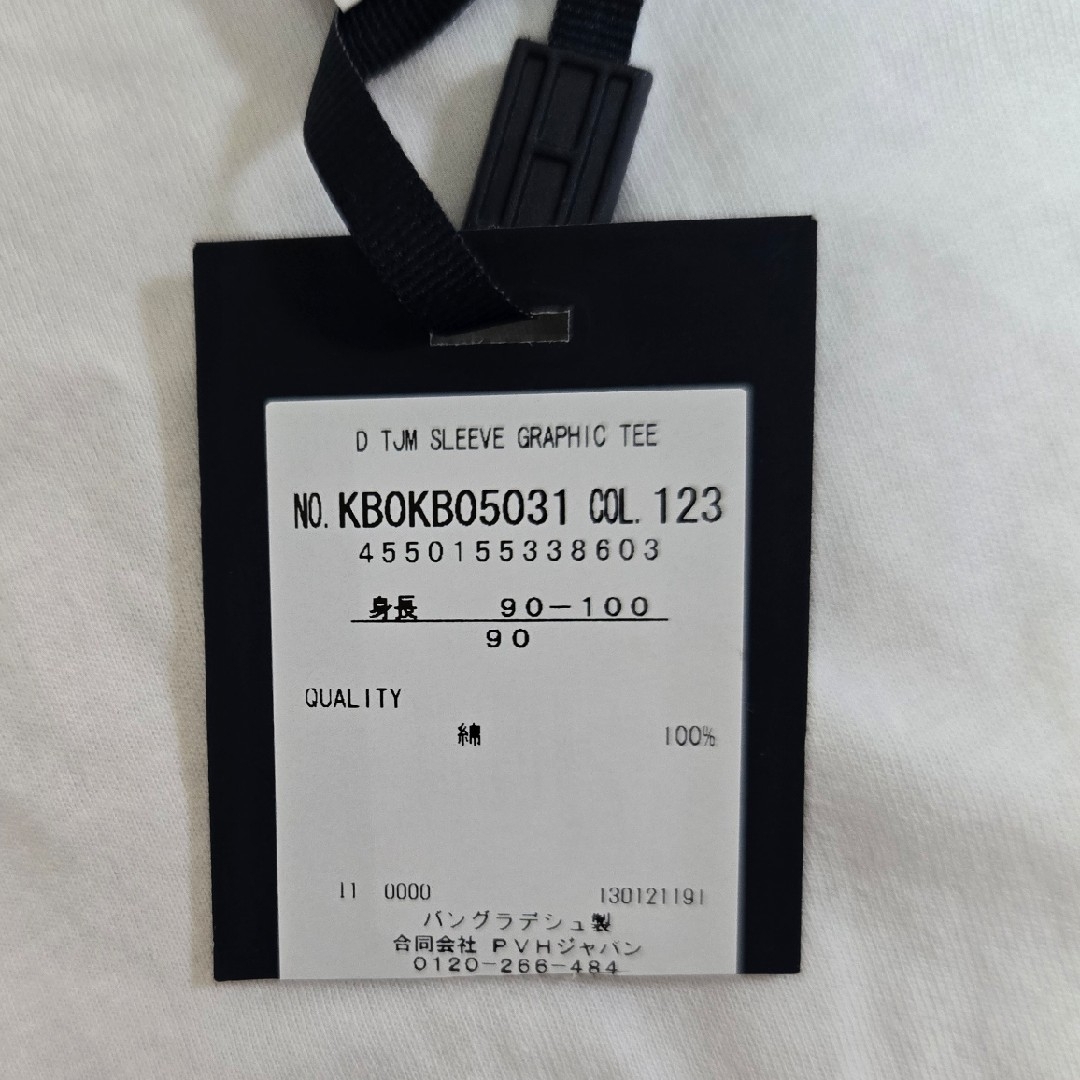 D TJM SLEEVE GRAPHIC TEE
NO. KB0KB05031 COL. 123
4550155338603
身長 90-100
90
QUALITY
綿 100%
11 0000 130121191
バングラデシュ製
合同会社 PVHジャパン
0120-266-484